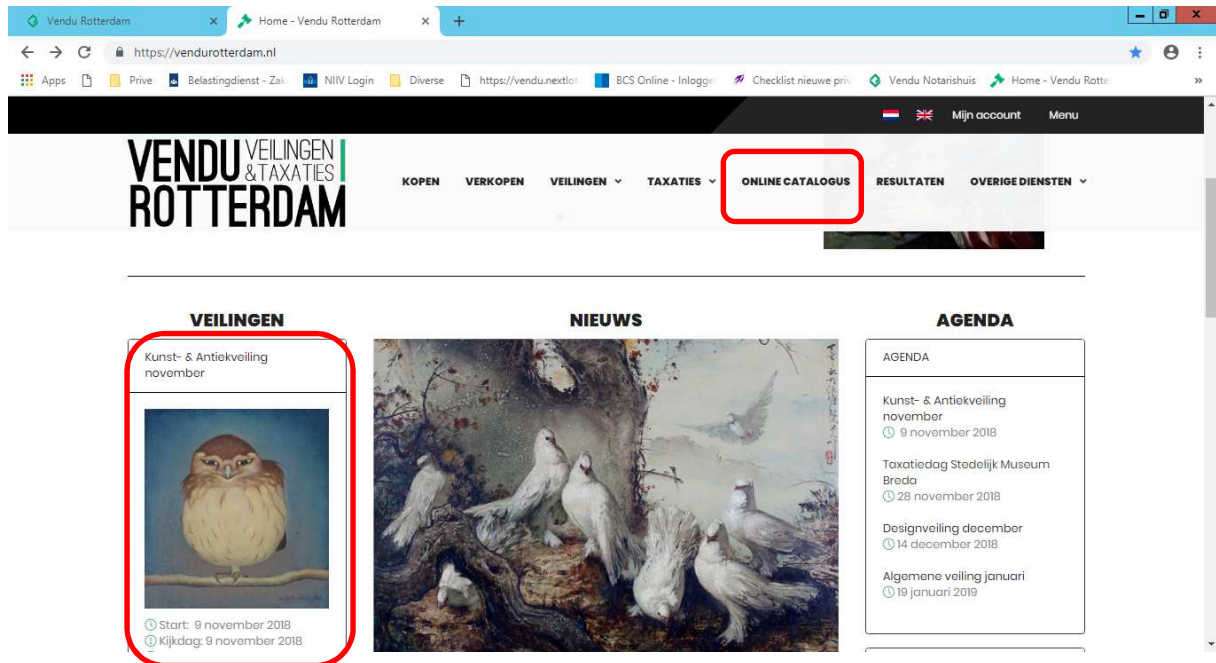 Vendu Rotterdam
Home - Vendu Rotterdam
https://vendurotterdam.nl
Apps
Prive
Belastingdienst - Zak
NIIV Login
Diverse
https://vendu.nextlot
BCS Online - Inlogge
Checklist nieuwe priv
Vendu Notarishuis
Home - Vendu Rotte
»
Mijn account
Menu
VENDU VEILINGEN
& TAXATIES
ROTTERDAM
KOPEN
VERKOPEN
VEILINGEN
TAXATIES
ONLINE CATALOGUS
RESULTATEN
OVERIGE DIENSTEN
VEILINGEN
Kunst- & Antiekveiling
november
Start: 9 november 2018
Kijkdag: 9 november 2018
NIEUWS
AGENDA
AGENDA
Kunst- & Antiekveiling
november
9 november 2018
Taxatiedag Stedelijk Museum
Breda
28 november 2018
Designveiling december
14 december 2018
Algemene veiling januari
19 januari 2019